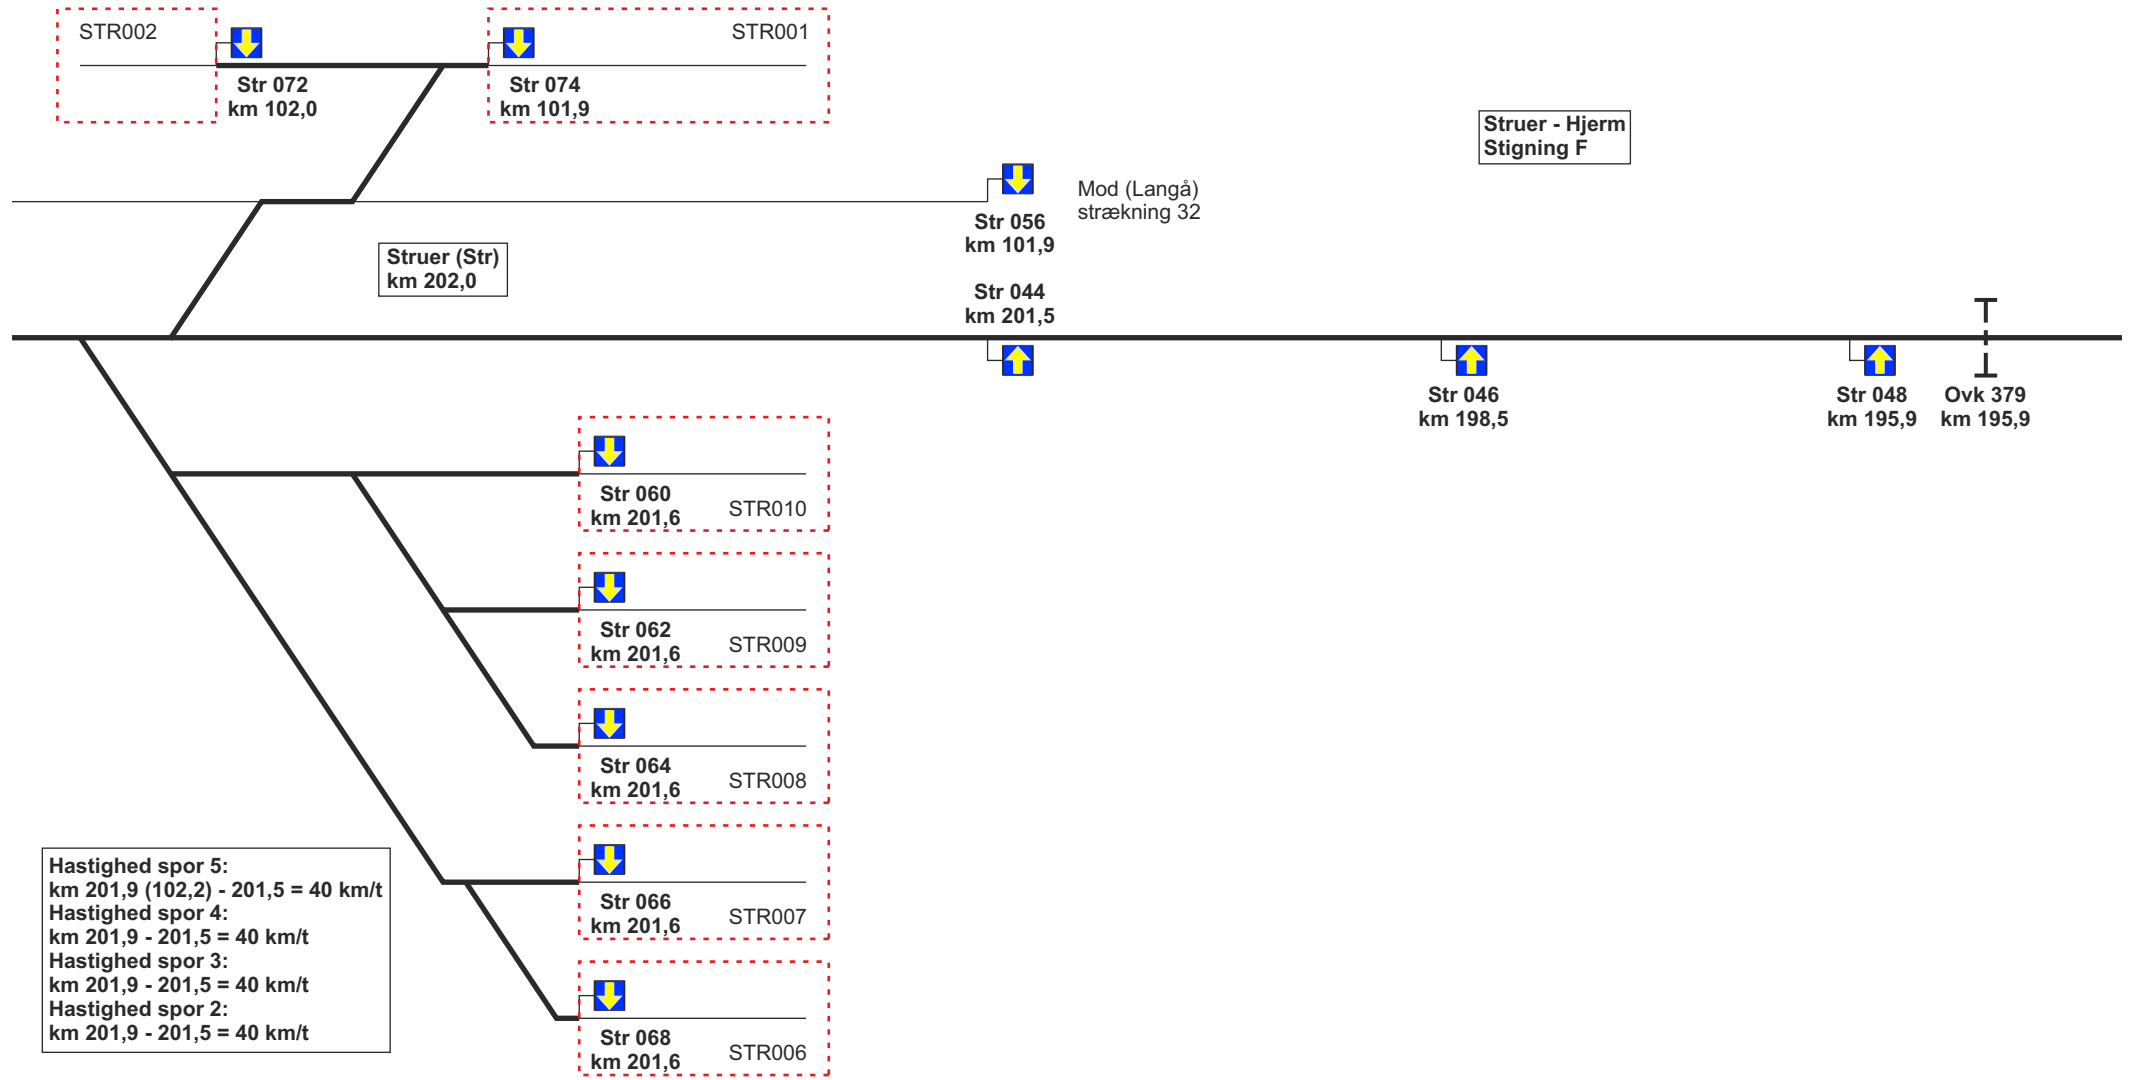 STR002
Str 072
km 102,0
STR001
Str 074
km 101,9
Struer - Hjerm
Stigning F
Mod (Langå)
strækning 32
Str 056
km 101,9
Struer (Str)
km 202,0
Str 044
km 201,5
Str 046
km 198,5
Str 048
km 195,9
Ovk 379
km 195,9
Str 060
km 201,6
STR010
Str 062
km 201,6
STR009
Str 064
km 201,6
STR008
Str 066
km 201,6
STR007
Str 068
km 201,6
STR006
Hastighed spor 5:
km 201,9 (102,2) - 201,5 = 40 km/t
Hastighed spor 4:
km 201,9 - 201,5 = 40 km/t
Hastighed spor 3:
km 201,9 - 201,5 = 40 km/t
Hastighed spor 2:
km 201,9 - 201,5 = 40 km/t